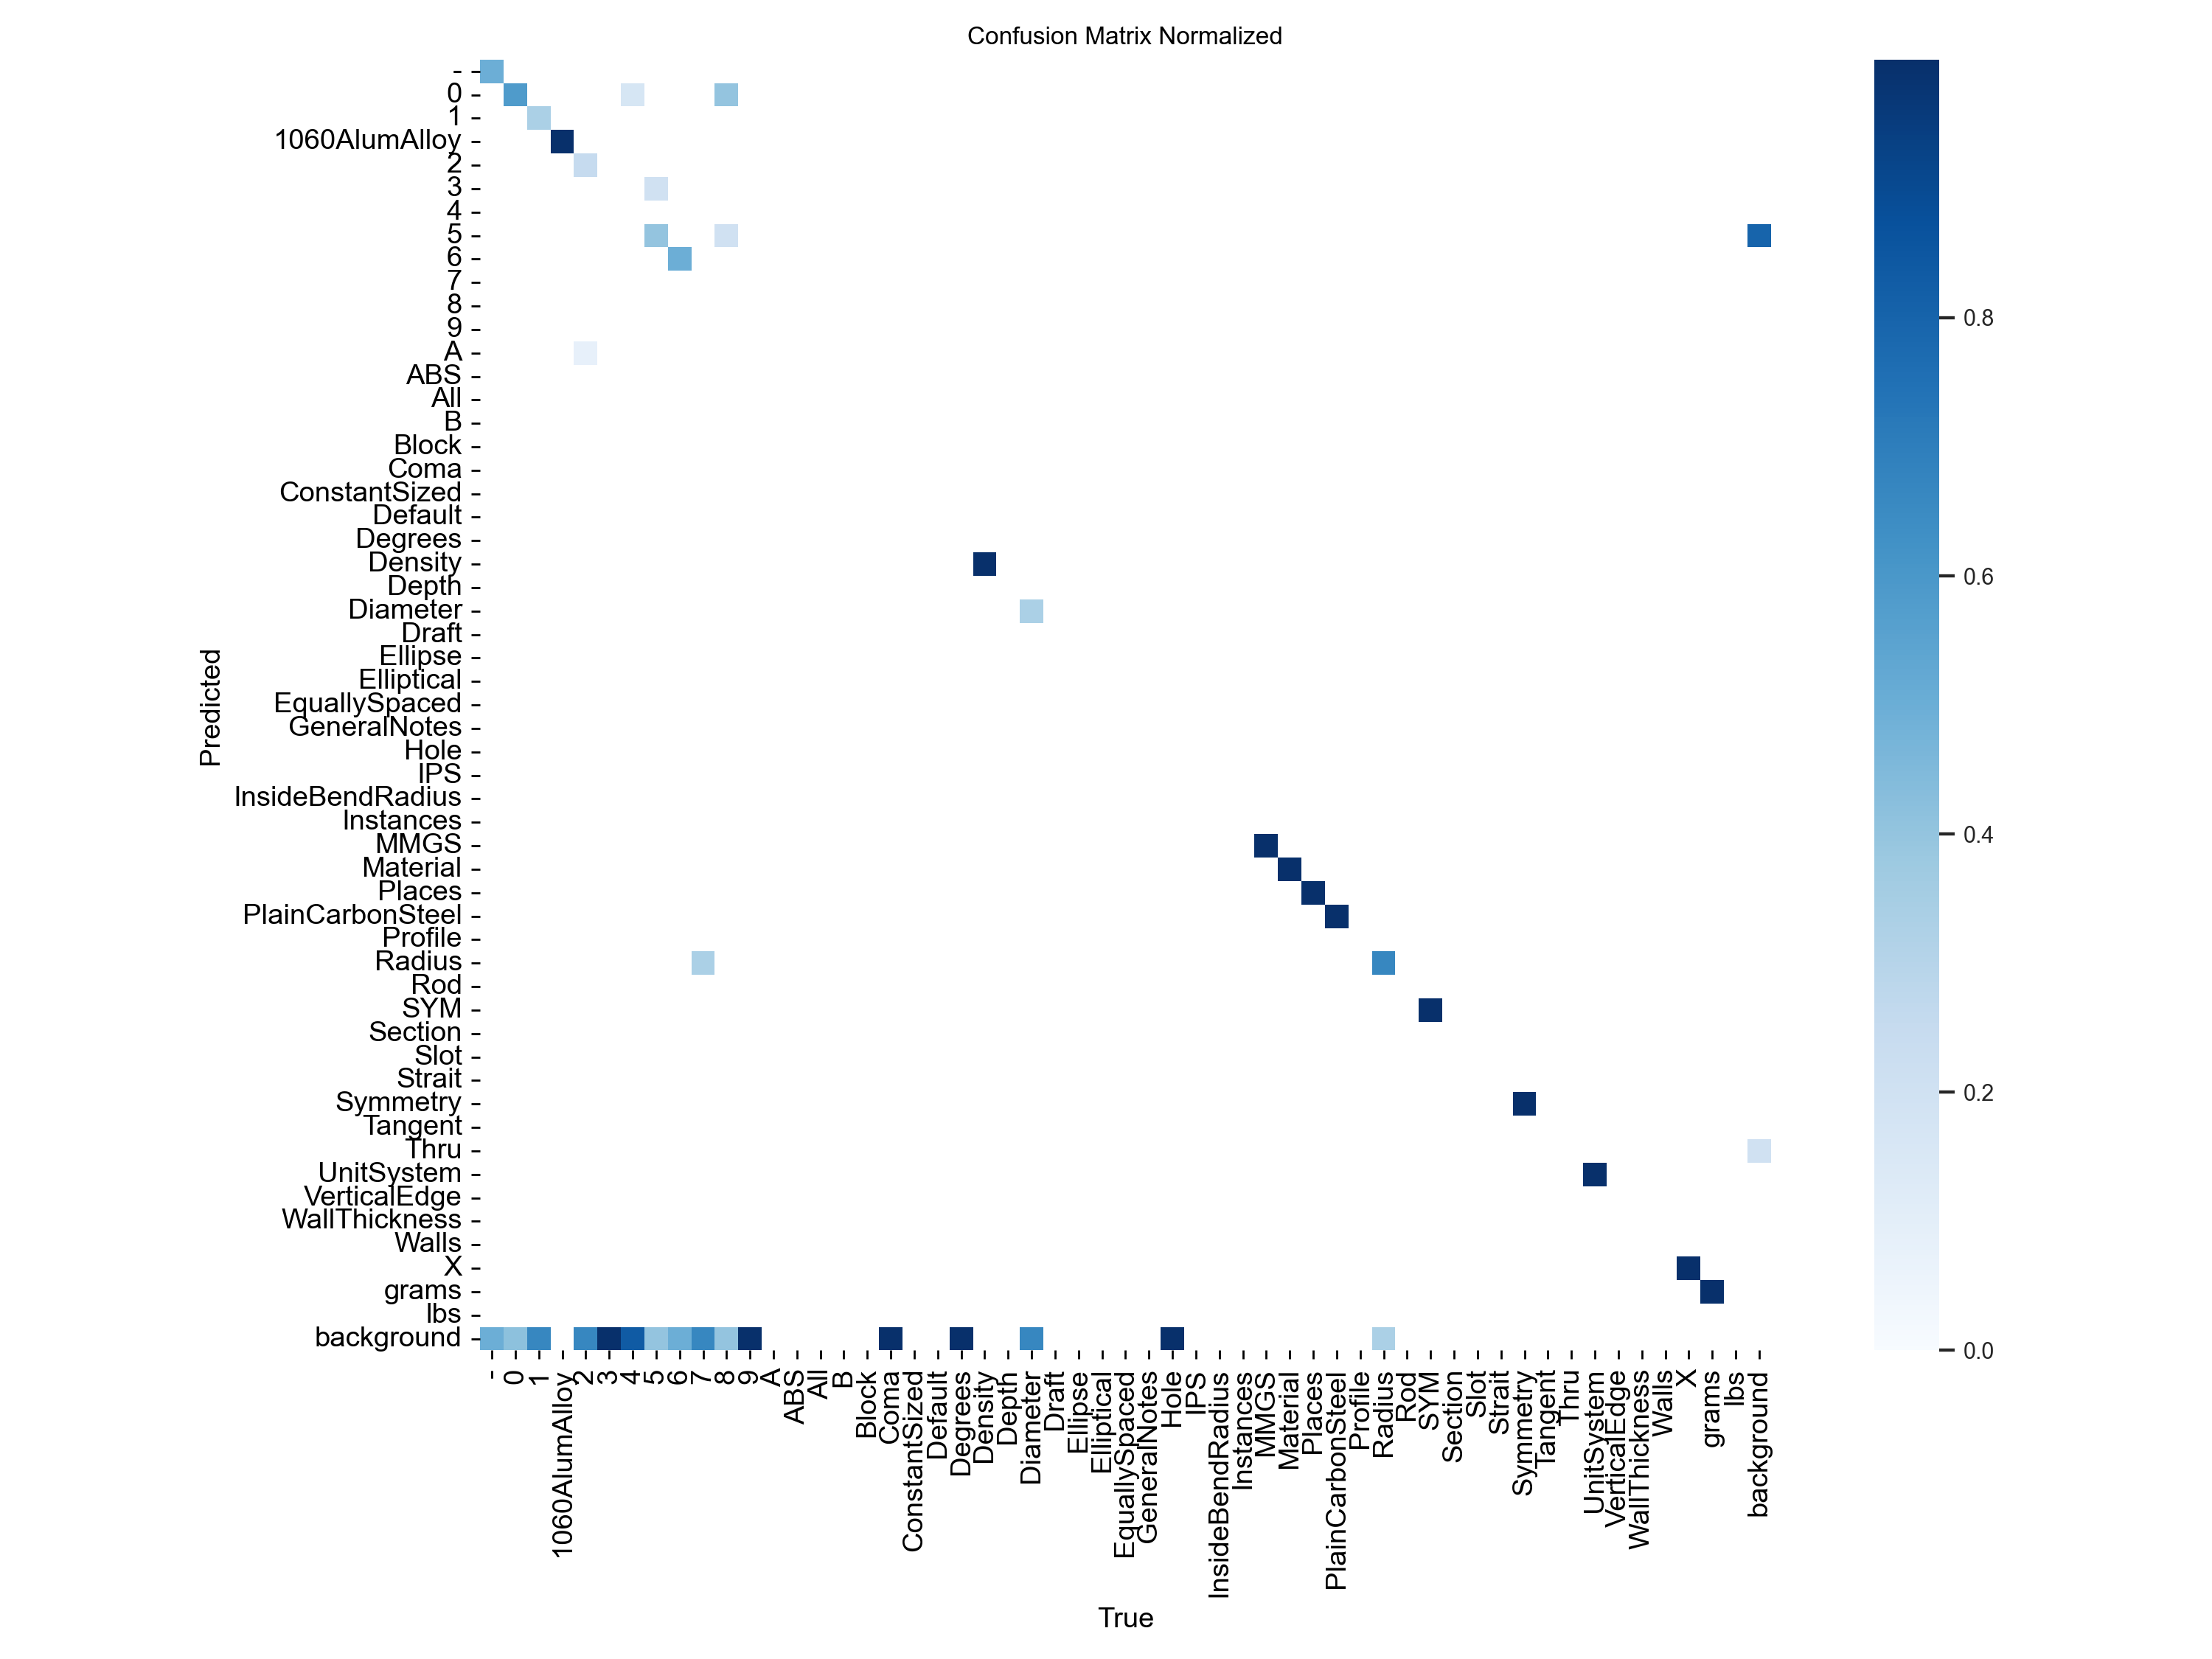 Confusion Matrix Normalized
-
0
1
1060AlumAlloy
2
3
4
5
6
7
8
9
A
ABS
All
B
Block
Coma
ConstantSized
Default
Degrees
Density
Depth
Diameter
Draft
Ellipse
Elliptical
EquallySpaced
GeneralNotes
Hole
IPS
InsideBendRadius
Instances
MMGS
Material
Places
PlainCarbonSteel
Profile
Radius
Rod
SYM
Section
Slot
Strait
Symmetry
Tangent
Thru
UnitSystem
VerticalEdge
WallThickness
Walls
X
grams
lbs
background
Predicted
-
0
1
1060AlumAlloy
2
3
4
5
6
7
8
9
A
ABS
All
B
Block
Coma
ConstantSized
Default
Degrees
Density
Depth
Diameter
Draft
Ellipse
Elliptical
EquallySpaced
GeneralNotes
Hole
IPS
InsideBendRadius
Instances
MMGS
Material
Places
PlainCarbonSteel
Profile
Radius
Rod
SYM
Section
Slot
Strait
Symmetry
Tangent
Thru
UnitSystem
VerticalEdge
WallThickness
Walls
X
grams
lbs
background
True
0.8
0.6
0.4
0.2
0.0